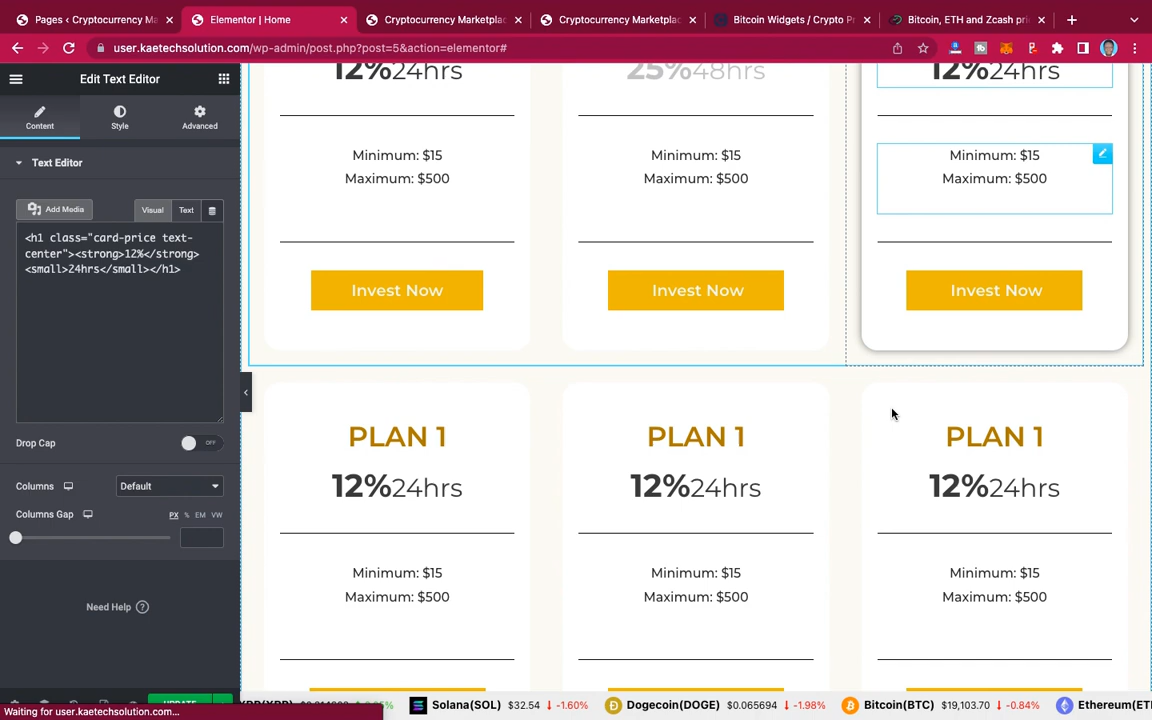 Pages ‹ Cryptocurrency Ma
Elementor | Home
Cryptocurrency Marketplac
Cryptocurrency Marketplac
Bitcoin Widgets / Crypto Pr
Bitcoin, ETH and Zcash pri
user.kaetechsolution.com/wp-admin/post.php?post=5&action=elementor#
Edit Text Editor
Content
Style
Advanced
Text Editor
Add Media
Visual
Text
<h1 class="card-price text-
center"><strong>12%</strong>
<small>24hrs</small></h1>
Drop Cap
OFF
Columns
Default
Columns Gap
PX % EM VW
Need Help
UPDATE
Waiting for user.kaetechsolution.com...
12%24hrs
25%48hrs
12%24hrs
Minimum: $15
Maximum: $500
Minimum: $15
Maximum: $500
Minimum: $15
Maximum: $500
Invest Now
Invest Now
Invest Now
PLAN 1
PLAN 1
PLAN 1
12%24hrs
12%24hrs
12%24hrs
Minimum: $15
Maximum: $500
Minimum: $15
Maximum: $500
Minimum: $15
Maximum: $500
Solana(SOL) $32.54 ↓ -1.60%
Dogecoin(DOGE) $0.065694 ↓ -1.98%
Bitcoin(BTC) $19,103.70 ↓ -0.84%
Ethereum(ET